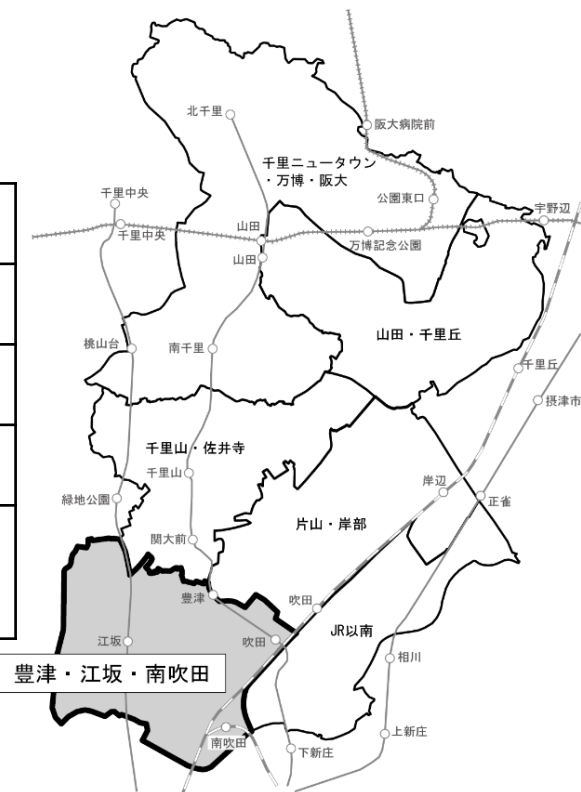 北千里
阪大病院前
千里ニュータウン
・万博・阪大
千里中央
公園東口
宇野辺
千里中央
山田
万博記念公園
山田
山田・千里丘
桃山台
南千里
千里丘
摂津市
千里山・佐井寺
千里山
岸辺
緑地公園
正雀
片山・岸部
関大前
豊津
吹田
JR以南
江坂
吹田
相川
豊津・江坂・南吹田
上新庄
南吹田
下新庄